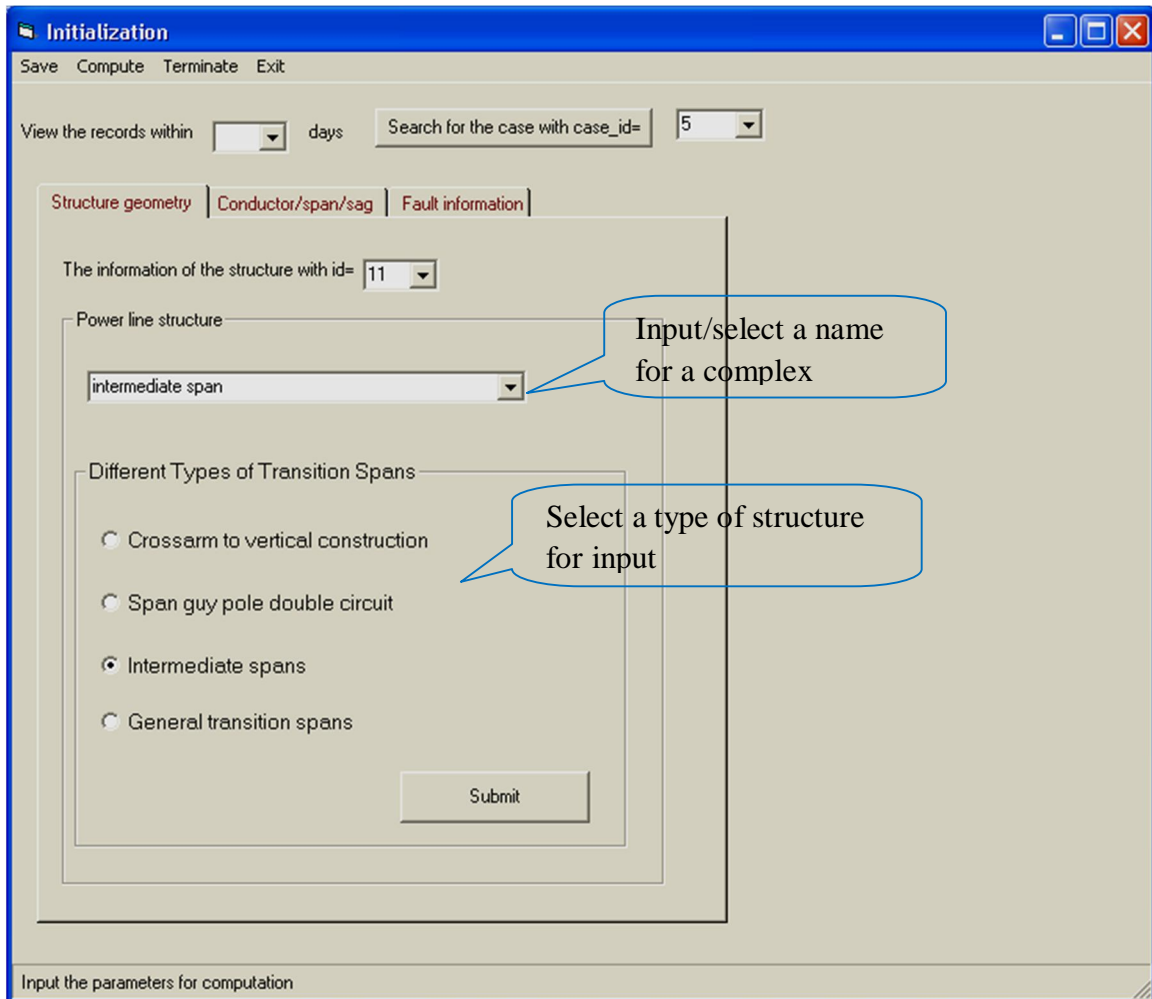 Initialization
Save Compute Terminate Exit
View the records within days Search for the case with case_id= 5
Structure geometry Conductor/span/sag Fault information
The information of the structure with id= 11
Power line structure
Input/select a name
for a complex
intermediate span
Different Types of Transition Spans
Select a type of structure
for input
Crossarm to vertical construction
Span guy pole double circuit
Intermediate spans
General transition spans
Submit
Input the parameters for computation